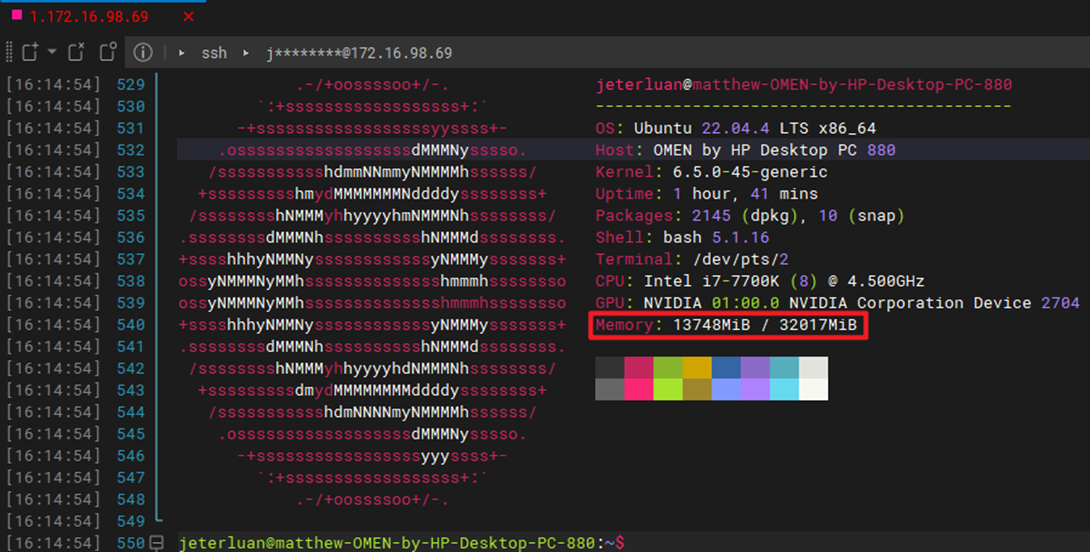 1.172.16.98.69 ×
ssh j********@172.16.98.69
[16:14:54] 529 .-/+oossssoo+/-. jeterluan@matthew-OMEN-by-HP-Desktop-PC-880
[16:14:54] 530 `:+ssssssssssssssssss+:` -------------------------------------------
[16:14:54] 531 -+ssssssssssssssssssyyssss+- OS: Ubuntu 22.04.4 LTS x86_64
[16:14:54] 532 .ossssssssssssssssssdMMMNysssso. Host: OMEN by HP Desktop PC 880
[16:14:54] 533 /ssssssssssshdmmNNmmyNMMMMhssssss/ Kernel: 6.5.0-45-generic
[16:14:54] 534 +ssssssssshmydMMMMMMMNddddyssssssss+ Uptime: 1 hour, 41 mins
[16:14:54] 535 /sssssssshNMMMyhhyyyyhmNMMMNhssssssss/ Packages: 2145 (dpkg), 10 (snap)
[16:14:54] 536 .ssssssssdMMMNhsssssssssshNMMMdssssssss. Shell: bash 5.1.16
[16:14:54] 537 +sssshhhyNMMNyssssssssssssyNMMMysssssss+ Terminal: /dev/pts/2
[16:14:54] 538 ossyNMMMNyMMhsssssssssssssshmmmhssssssso CPU: Intel i7-7700K (8) @ 4.500GHz
[16:14:54] 539 ossyNMMMNyMMhsssssssssssssshmmmhssssssso GPU: NVIDIA 01:00.0 NVIDIA Corporation Device 2704
[16:14:54] 540 +sssshhhyNMMNyssssssssssssyNMMMysssssss+ Memory: 13748MiB / 32017MiB
[16:14:54] 541 .ssssssssdMMMNhsssssssssshNMMMdssssssss.
[16:14:54] 542 /sssssssshNMMMyhhyyyyhdNMMMNhssssssss/
[16:14:54] 543 +sssssssssdmydMMMMMMMMddddyssssssss+
[16:14:54] 544 /ssssssssssshdmNNNNmyNMMMMhssssss/
[16:14:54] 545 .ossssssssssssssssssdMMMNysssso.
[16:14:54] 546 -+sssssssssssssssssyyyssss+-
[16:14:54] 547 `:+ssssssssssssssssss+:`
[16:14:54] 548 .-/+oossssoo+/-.
[16:14:54] 549
[16:14:54] 550 jeterluan@matthew-OMEN-by-HP-Desktop-PC-880:~$